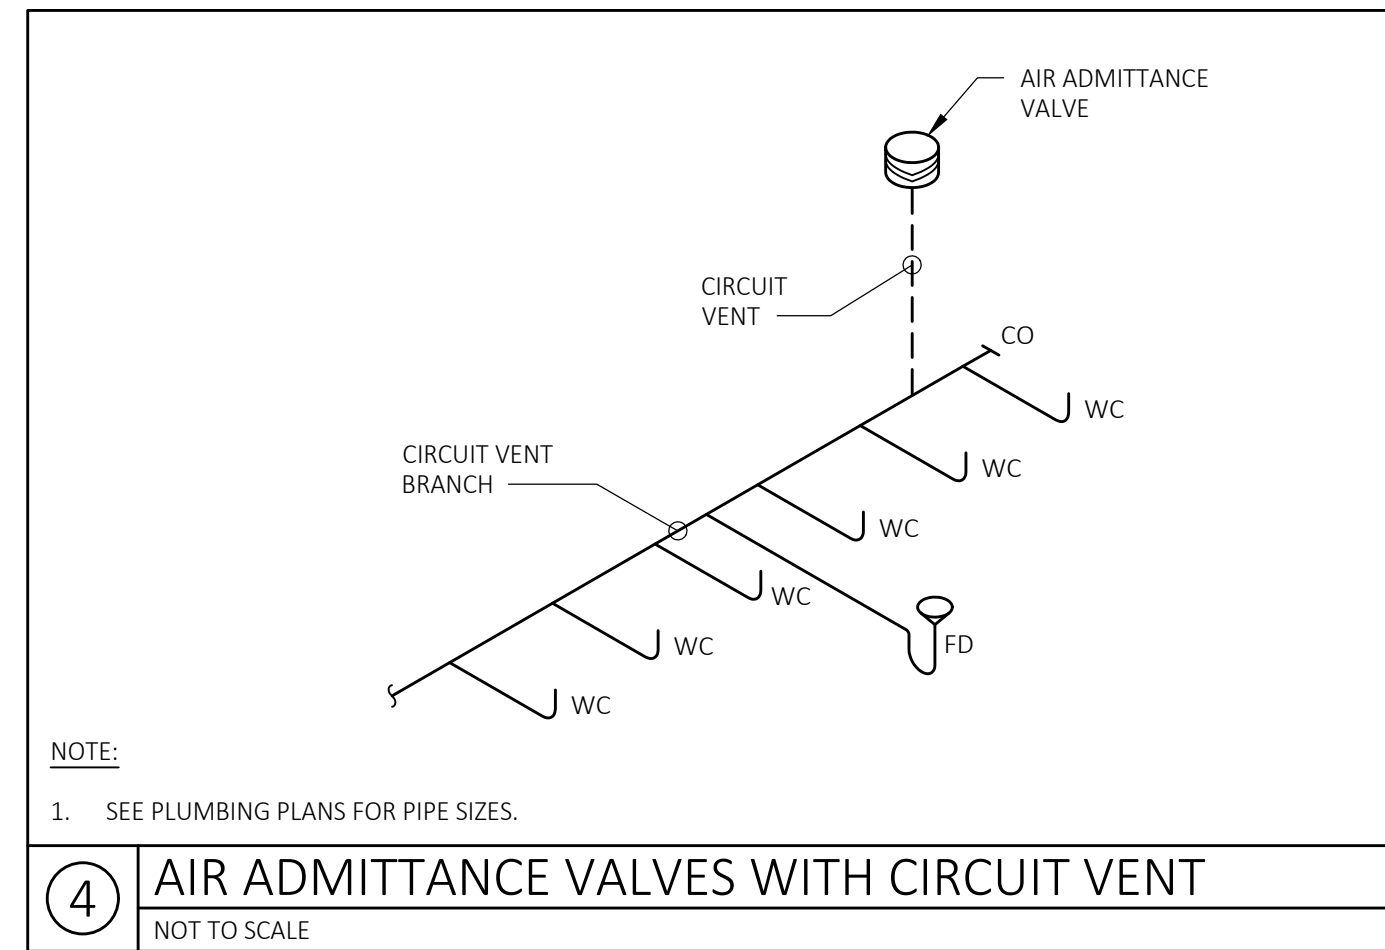 AIR ADMITTANCE
VALVE
CIRCUIT
VENT
CO
WC
CIRCUIT VENT
BRANCH
WC
WC
WC
FD
WC
WC
NOTE:
1. SEE PLUMBING PLANS FOR PIPE SIZES.
4
AIR ADMITTANCE VALVES WITH CIRCUIT VENT
NOT TO SCALE